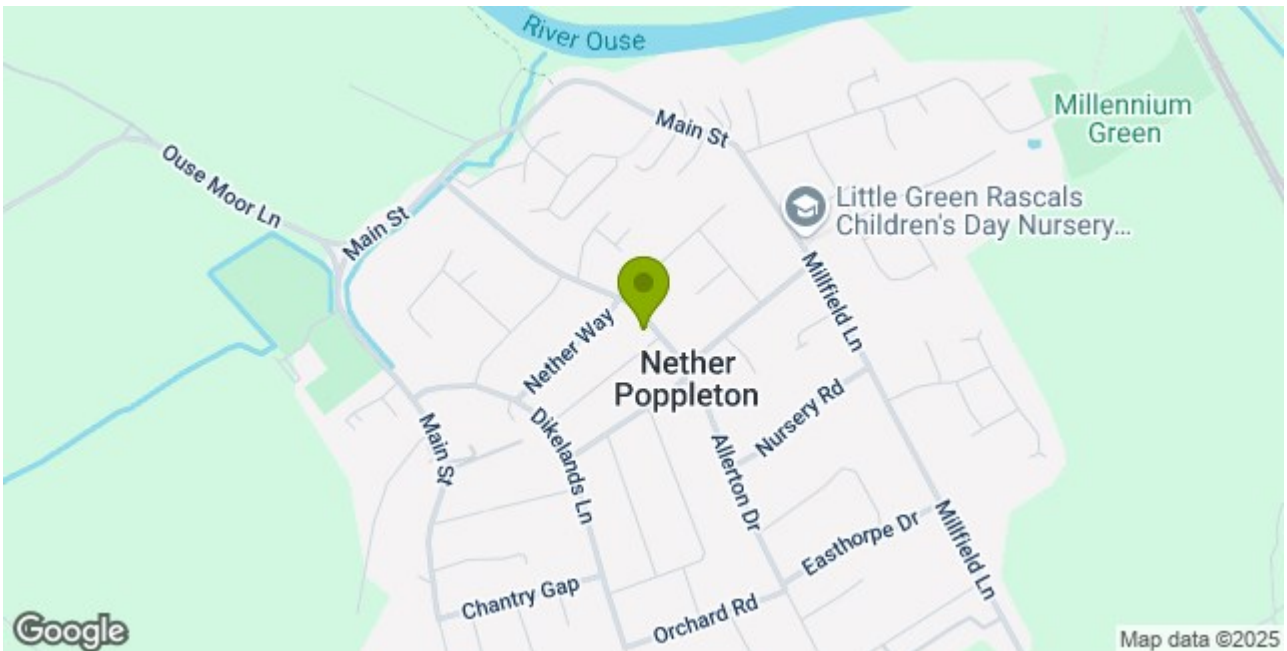 River Ouse
Main St
Millennium
Green
Ouse Moor Ln
Little Green Rascals
Children's Day Nursery...
Main St
Millfield Ln
Nether Way
Nether
Poppleton
Nursery Rd
Main St
Dikelands Ln
Allerton Dr
Easthorpe Dr
Millfield Ln
Chantry Gap
Orchard Rd
Google
Map data ©2025